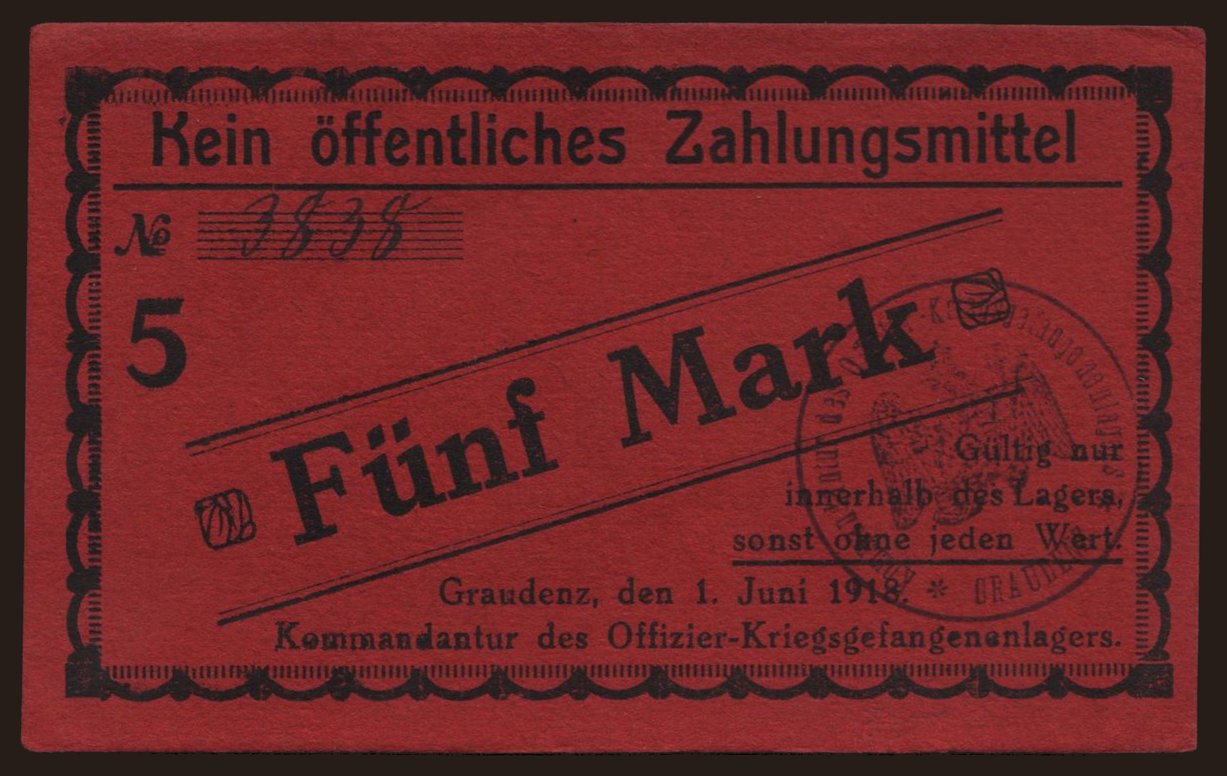 Kein öffentliches Zahlungsmittel
№ 3838
5
Fünf Mark
Gültig nur
innerhalb des Lagers,
sonst ohne jeden Wert.
Graudenz, den 1. Juni 1918.
Kommandantur des Offizier-Kriegsgefangenenlagers.
* GRAUDENZ *